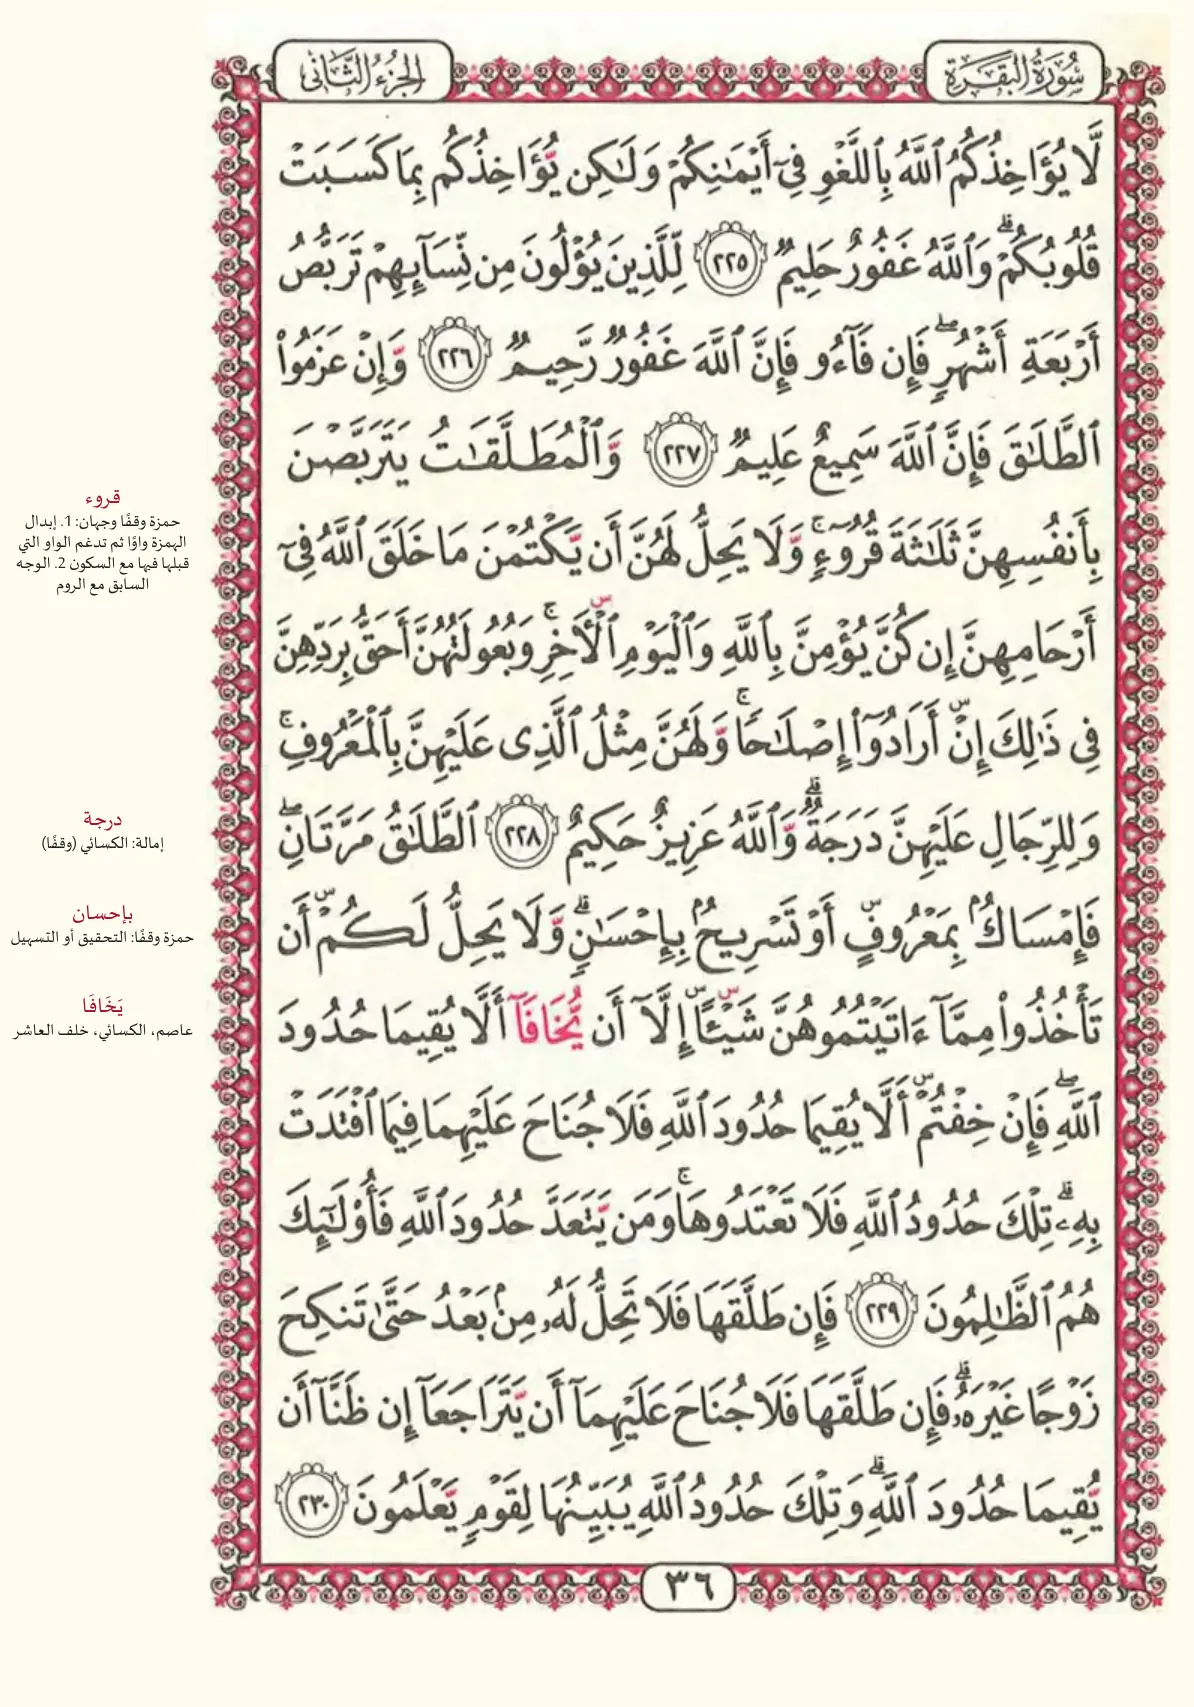 سُورَةُ البَقَرَةِ
الجُزْءُ الثَّانِي
لَّا يُؤَاخِذُكُمُ ٱللَّهُ بِٱللَّغۡوِ فِيٓ أَيۡمَٰنِكُمۡ وَلَٰكِن يُّؤَاخِذُكُم بِمَا كَسَبَتۡ
قُلُوبُكُمۡۗ وَٱللَّهُ غَفُورٌ حَلِيمٞ ٢٢٥ لِّلَّذِينَ يُؤۡلُونَ مِن نِّسَآئِهِمۡ تَرَبُّصُ
أَرۡبَعَةِ أَشۡهُرٖۖ فَإِن فَآءُو فَإِنَّ ٱللَّهَ غَفُورٞ رَّحِيمٞ ٢٢٦ وَّإِنۡ عَزَمُواْ
ٱلطَّلَٰقَ فَإِنَّ ٱللَّهَ سَمِيعٌ عَلِيمٞ ٢٢٧ وَّٱلۡمُطَلَّقَٰتُ يَتَرَبَّصۡنَ
بِأَنفُسِهِنَّ ثَلَٰثَةَ قُرُوٓءٖۚ وَّلَا يَحِلُّ لَهُنَّ أَن يَّكۡتُمۡنَ مَا خَلَقَ ٱللَّهُ فِيٓ
أَرۡحَامِهِنَّ إِن كُنَّ يُؤۡمِنَّ بِٱللَّهِ وَٱلۡيَوۡمِ ٱلۡأٓخِرِۚ وَبُعُولَتُهُنَّ أَحَقُّ بِرَدِّهِنَّ
فِي ذَٰلِكَ إِنۡ أَرَادُوٓاْ إِصۡلَٰحٗاۚ وَّلَهُنَّ مِثۡلُ ٱلَّذِي عَلَيۡهِنَّ بِٱلۡمَعۡرُوفِۚ
وَلِلرِّجَالِ عَلَيۡهِنَّ دَرَجَةٞۗ وَّٱللَّهُ عَزِيزٌ حَكِيمٌ ٢٢٨ ٱلطَّلَٰقُ مَرَّتَانِۖ
فَإِمۡسَاكُۢ بِمَعۡرُوفٍ أَوۡ تَسۡرِيحُۢ بِإِحۡسَٰنٖۗ وَّلَا يَحِلُّ لَكُمۡ أَن
تَأۡخُذُواْ مِمَّآ ءَاتَيۡتُمُوهُنَّ شَيۡـًٔا إِلَّآ أَن يَّخَافَآ أَلَّا يُقِيمَا حُدُودَ
ٱللَّهِۖ فَإِنۡ خِفۡتُمۡ أَلَّا يُقِيمَا حُدُودَ ٱللَّهِ فَلَا جُنَاحَ عَلَيۡهِمَا فِيمَا ٱفۡتَدَتۡ
بِهِۦۗ تِلۡكَ حُدُودُ ٱللَّهِ فَلَا تَعۡتَدُوهَاۚ وَمَن يَّتَعَدَّ حُدُودَ ٱللَّهِ فَأُوْلَٰٓئِكَ
هُمُ ٱلظَّٰلِمُونَ ٢٢٩ فَإِن طَلَّقَهَا فَلَا تَحِلُّ لَهُۥ مِنۢ بَعۡدُ حَتَّىٰ تَنكِحَ
زَوۡجًا غَيۡرَهُۥۗ فَإِن طَلَّقَهَا فَلَا جُنَاحَ عَلَيۡهِمَآ أَن يَّتَرَاجَعَآ إِن ظَنَّآ أَن
يُّقِيمَا حُدُودَ ٱللَّهِۗ وَتِلۡكَ حُدُودُ ٱللَّهِ يُبَيِّنُهَا لِقَوۡمٖ يَّعۡلَمُونَ ٢٣٠
٣٦
قروء
حمزة وقفًا وجهان: 1. إبدال
الهمزة واوًا ثم تدغم الواو التي
قبلها فيها مع السكون 2. الوجه
السابق مع الروم
درجة
إمالة: الكسائي (وقفًا)
بإحسان
حمزة وقفًا: التحقيق أو التسهيل
يَخَافَا
عاصم، الكسائي، خلف العاشر